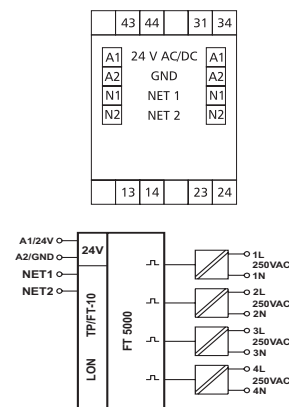 43 44 31 34
A1 24 V AC/DC A1
A2 GND A2
N1 NET 1 N1
N2 NET 2 N2
13 14 23 24
A1/24V
A2/GND
NET1
NET2
24V
LON TP/FT-10
FT 5000
1L
250VAC
1N
2L
250VAC
2N
3L
250VAC
3N
4L
250VAC
4N